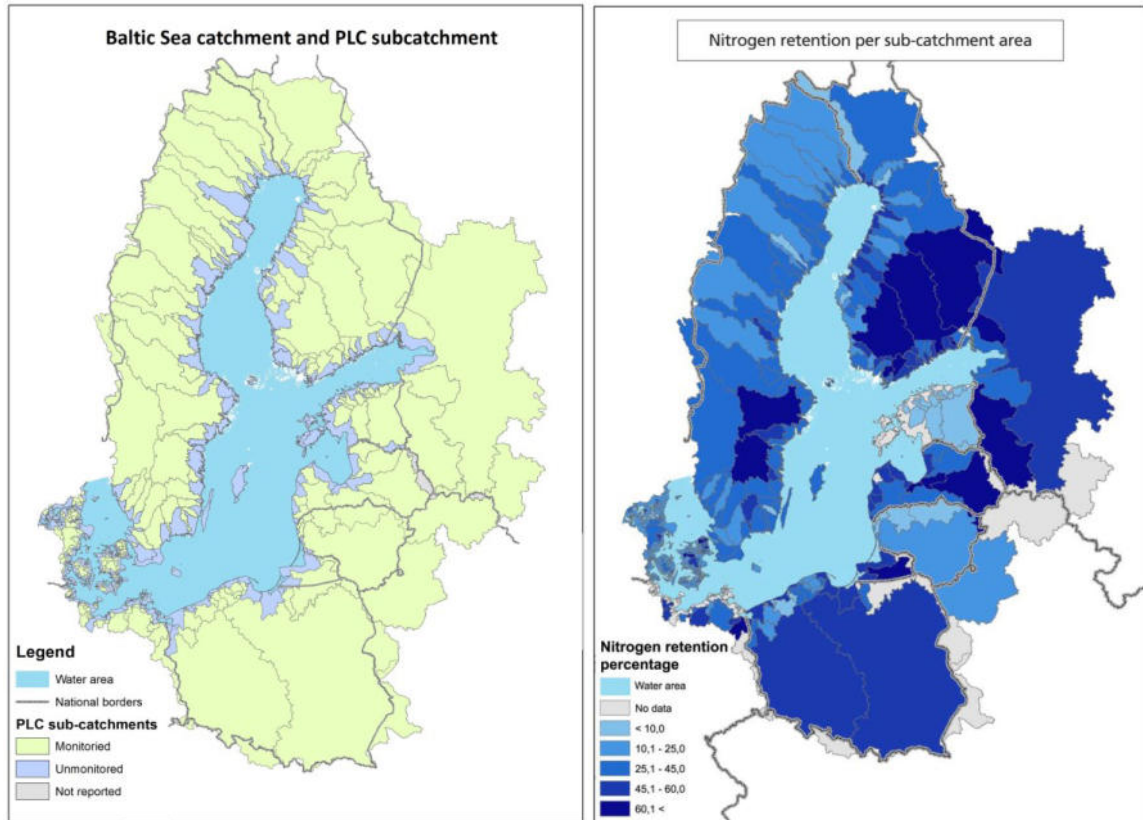 Baltic Sea catchment and PLC subcatchment
Legend
Water area
National borders
PLC sub-catchments
Monitoried
Unmonitored
Not reported
Nitrogen retention per sub-catchment area
Nitrogen retention
percentage
Water area
No data
< 10,0
10,1 - 25,0
25,1 - 45,0
45,1 - 60,0
60,1 <